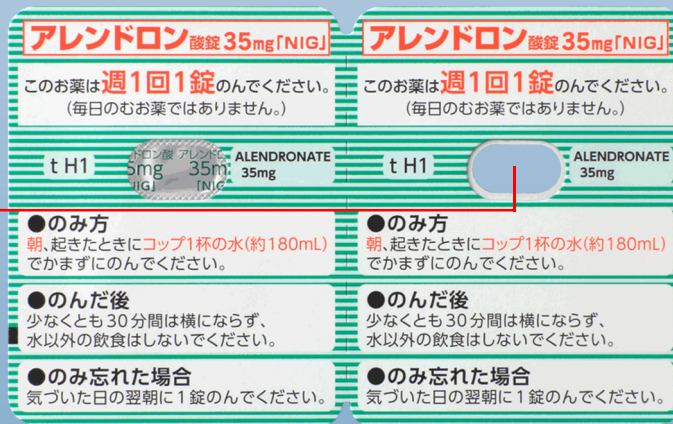 アレンドロン酸錠35mg「NIG」
このお薬は週1回1錠のんでください。
(毎日のむお薬ではありません。)
t H1
ドロン酸 アレンド
5mg 35m
NIG] [NIG
ALENDRONATE
35mg
●のみ方
朝、起きたときにコップ1杯の水(約180mL)
でかまずにのんでください。
●のんだ後
少なくとも30分間は横にならず、
水以外の飲食はしないでください。
●のみ忘れた場合
気づいた日の翌朝に1錠のんでください。
アレンドロン酸錠35mg「NIG」
このお薬は週1回1錠のんでください。
(毎日のむお薬ではありません。)
t H1
ALENDRONATE
35mg
●のみ方
朝、起きたときにコップ1杯の水(約180mL)
でかまずにのんでください。
●のんだ後
少なくとも30分間は横にならず、
水以外の飲食はしないでください。
●のみ忘れた場合
気づいた日の翌朝に1錠のんでください。